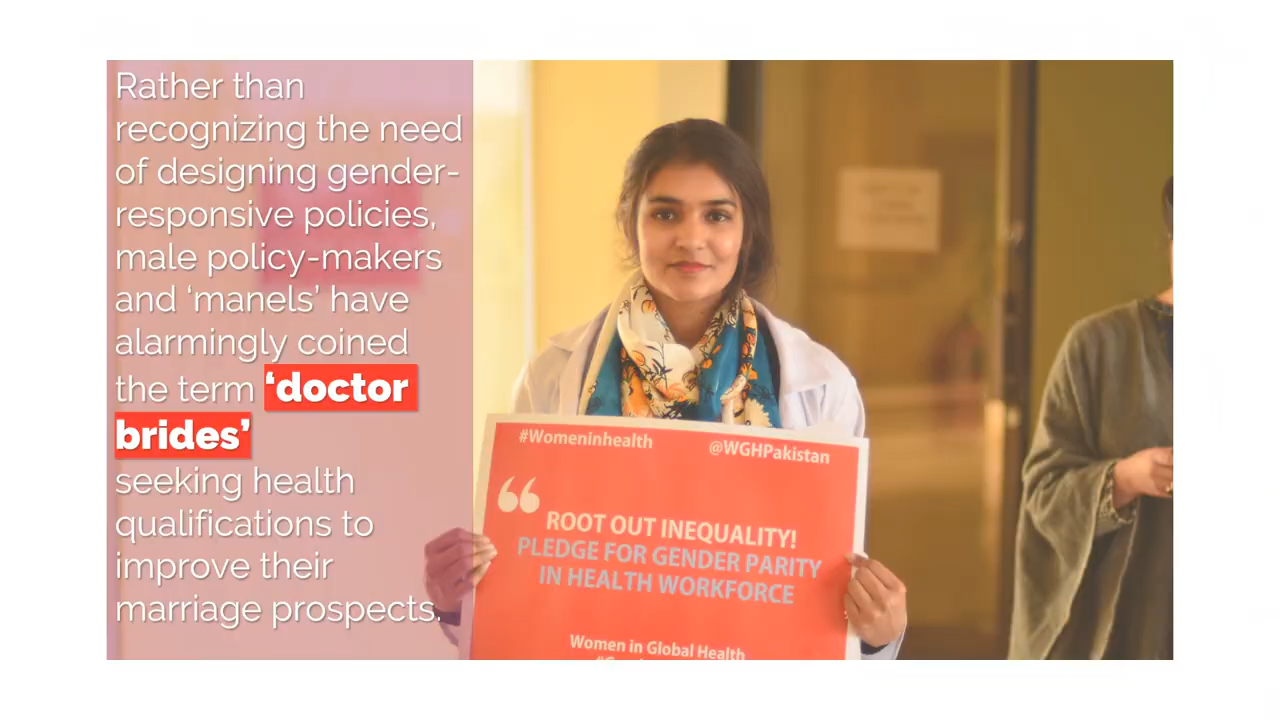 Rather than
recognizing the need
of designing gender-
responsive policies,
male policy-makers
and ‘manels’ have
alarmingly coined
the term ‘doctor
brides’
seeking health
qualifications to
improve their
marriage prospects.
#Womeninhealth
@WGHPakistan
“
ROOT OUT INEQUALITY!
PLEDGE FOR GENDER PARITY
IN HEALTH WORKFORCE
Women in Global Health